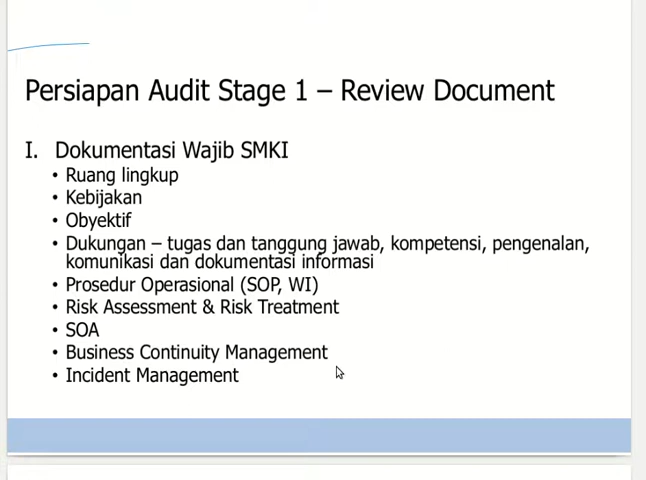 Persiapan Audit Stage 1 – Review Document
I. Dokumentasi Wajib SMKI
• Ruang lingkup
• Kebijakan
• Obyektif
• Dukungan – tugas dan tanggung jawab, kompetensi, pengenalan,
komunikasi dan dokumentasi informasi
• Prosedur Operasional (SOP, WI)
• Risk Assessment & Risk Treatment
• SOA
• Business Continuity Management
• Incident Management